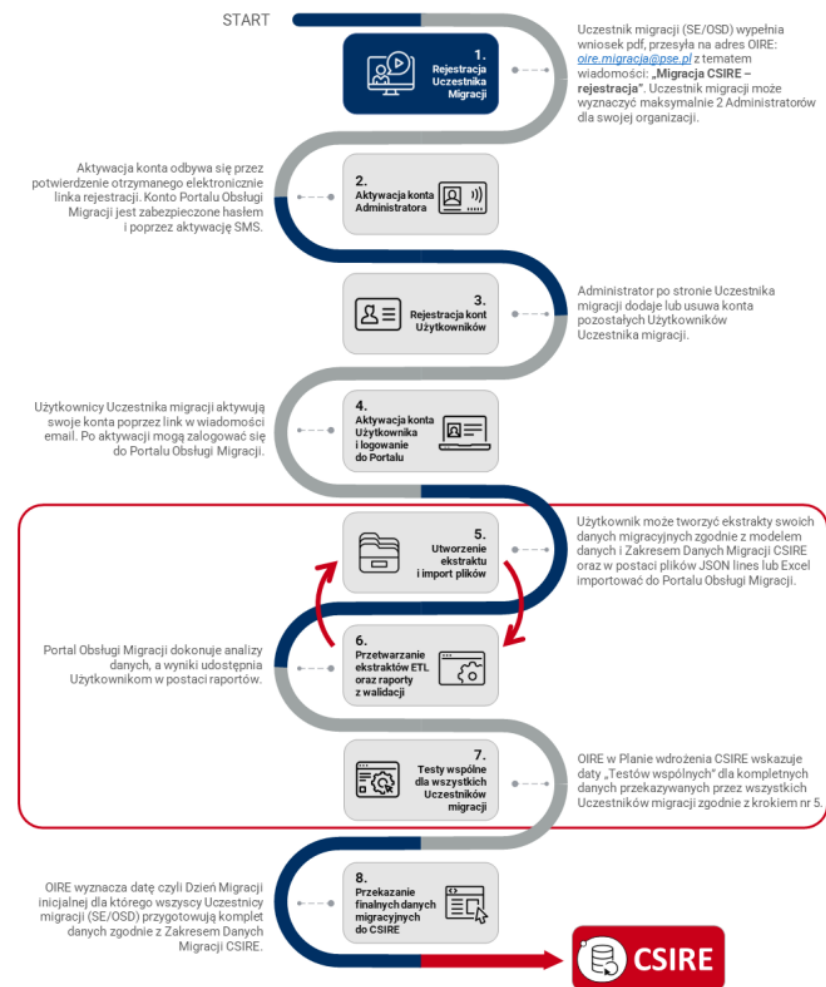 START
1.
Rejestracja
Uczestnika
Migracji
Uczestnik migracji (SE/OSD) wypełnia
wniosek pdf, przesyła na adres OIRE:
oire.migracja@pse.pl z tematem
wiadomości: „Migracja CSIRE –
rejestracja”. Uczestnik migracji może
wyznaczyć maksymalnie 2 Administratorów
dla swojej organizacji.
Aktywacja konta odbywa się przez
potwierdzenie otrzymanego elektronicznie
linka rejestracji. Konto Portalu Obsługi
Migracji jest zabezpieczone hasłem
i poprzez aktywację SMS.
2.
Aktywacja konta
Administratora
3.
Rejestracja kont
Użytkowników
Administrator po stronie Uczestnika
migracji dodaje lub usuwa konta
pozostałych Użytkowników
Uczestnika migracji.
Użytkownicy Uczestnika migracji aktywują
swoje konta poprzez link w wiadomości
email. Po aktywacji mogą zalogować się
do Portalu Obsługi Migracji.
4.
Aktywacja konta
Użytkownika
i logowanie
do Portalu
5.
Utworzenie
ekstraktu
i import plików
Użytkownik może tworzyć ekstrakty swoich
danych migracyjnych zgodnie z modelem
danych i Zakresem Danych Migracji CSIRE
oraz w postaci plików JSON lines lub Excel
importować do Portalu Obsługi Migracji.
Portal Obsługi Migracji dokonuje analizy
danych, a wyniki udostępnia
Użytkownikom w postaci raportów.
6.
Przetwarzanie
ekstraktów ETL
oraz raporty
z walidacji
7.
Testy wspólne
dla wszystkich
Uczestników
migracji
OIRE w Planie wdrożenia CSIRE wskazuje
daty „Testów wspólnych” dla kompletnych
danych przekazywanych przez wszystkich
Uczestników migracji zgodnie z krokiem nr 5.
OIRE wyznacza datę czyli Dzień Migracji
inicjalnej dla którego wszyscy Uczestnicy
migracji (SE/OSD) przygotowują komplet
danych zgodnie z Zakresem Danych
Migracji CSIRE.
8.
Przekazanie
finalnych danych
migracyjnych
do CSIRE
CSIRE